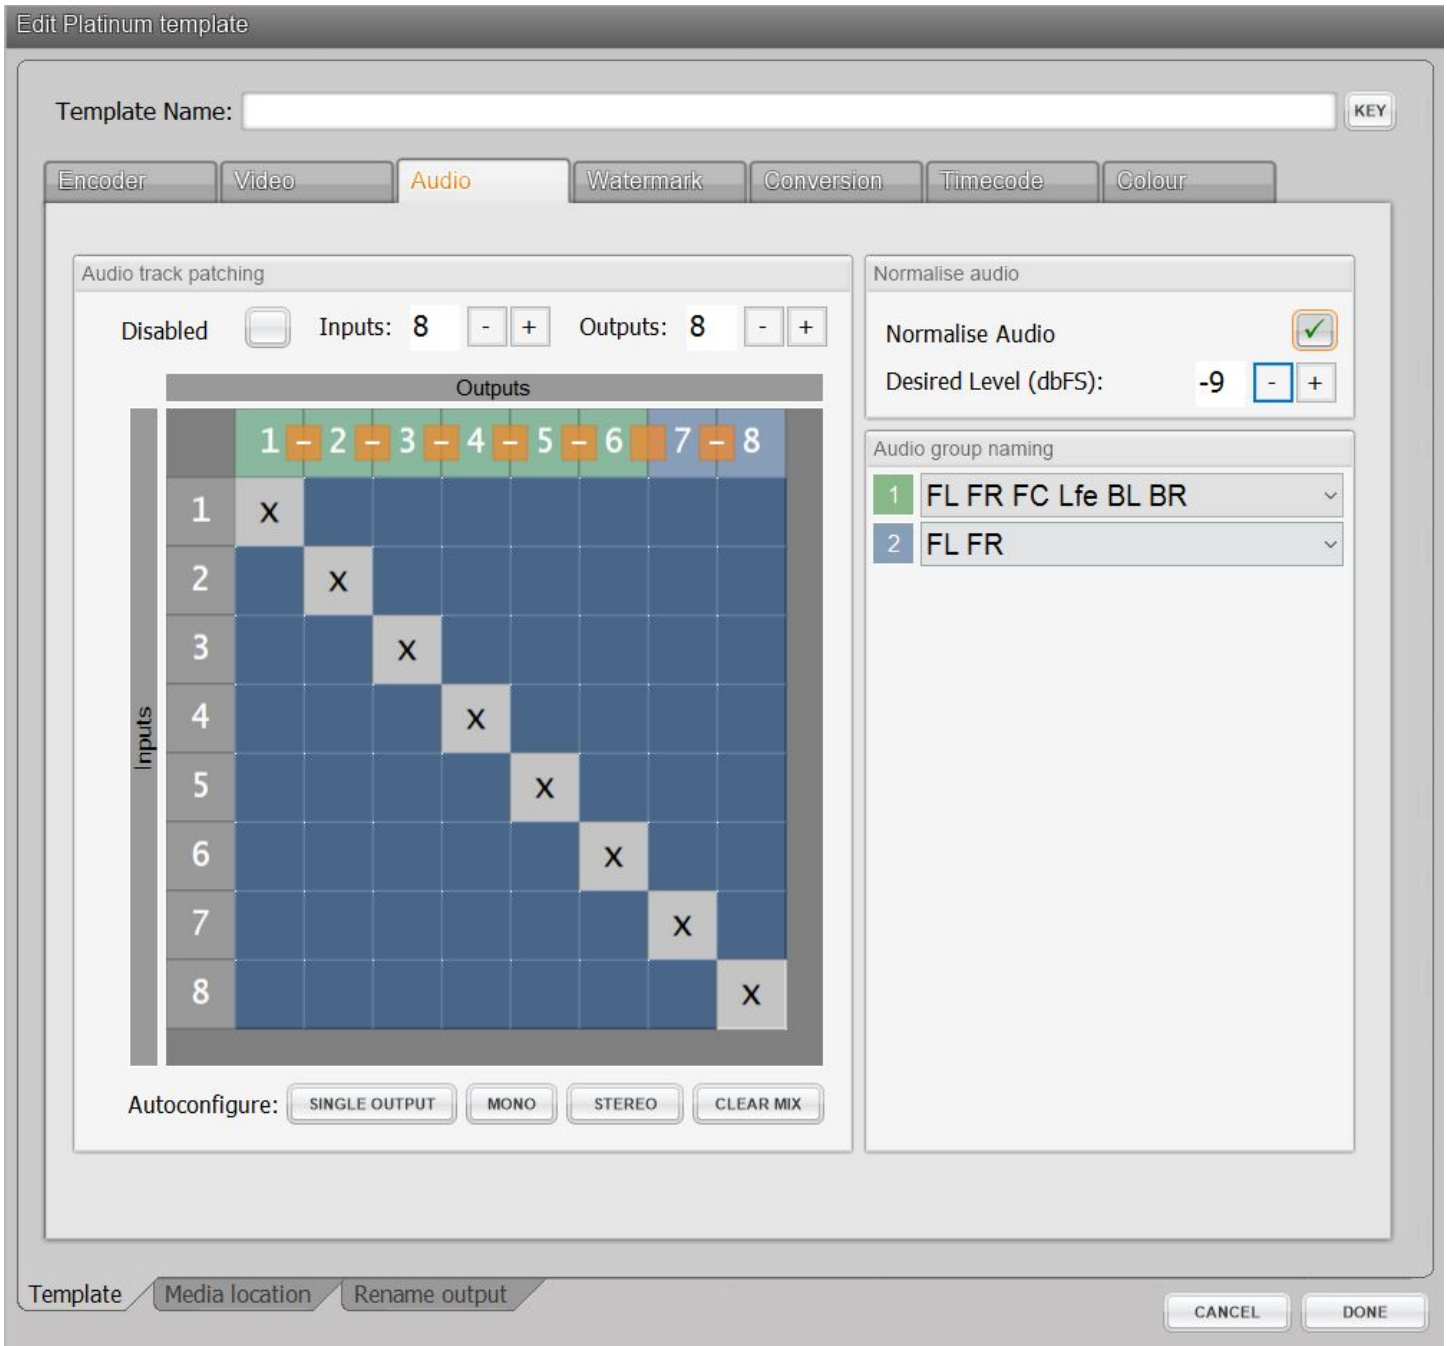 Edit Platinum template
Template Name: KEY
Encoder Video Audio Watermark Conversion Timecode Colour
Audio track patching
Disabled Inputs: 8 - + Outputs: 8 - +
Outputs
1 - 2 - 3 - 4 - 5 - 6 7 - 8
Inputs
1 x
2 x
3 x
4 x
5 x
6 x
7 x
8 x
Autoconfigure: SINGLE OUTPUT MONO STEREO CLEAR MIX
Normalise audio
Normalise Audio
Desired Level (dbFS): -9 - +
Audio group naming
1 FL FR FC Lfe BL BR
2 FL FR
Template Media location Rename output
CANCEL DONE